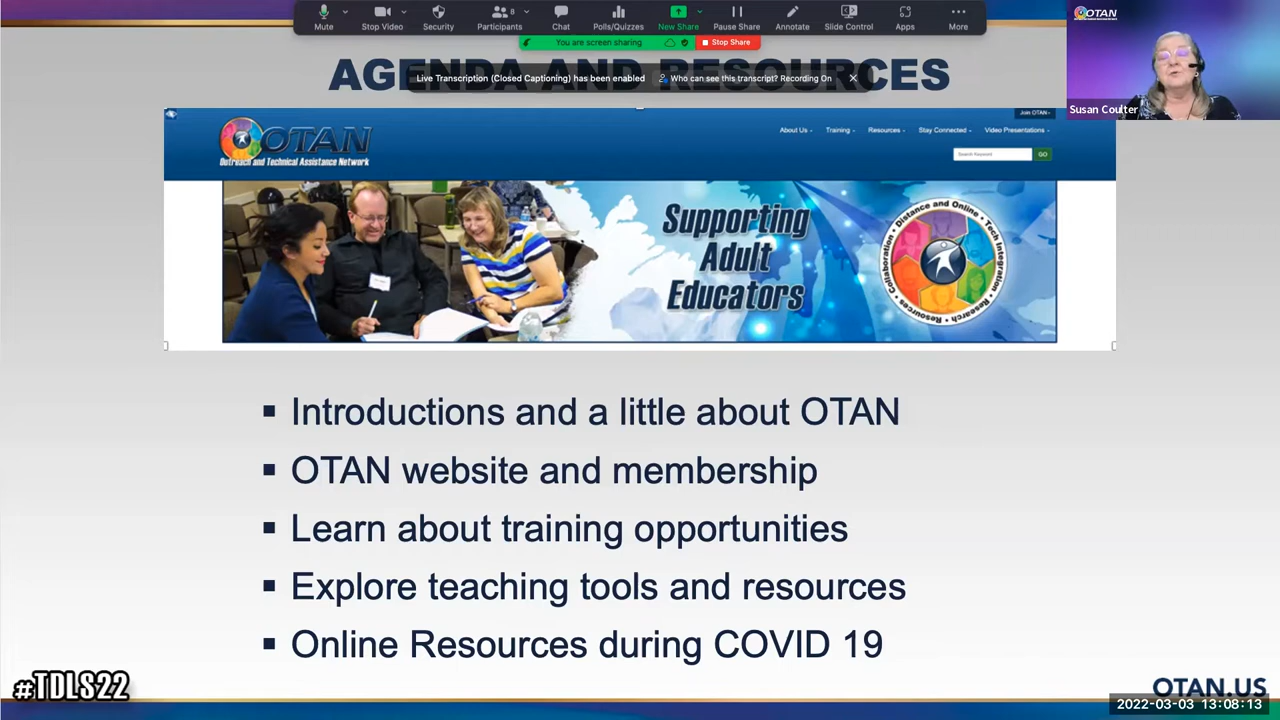 Mute
Stop Video
Security
Participants
8
Chat
Polls/Quizzes
New Share
Pause Share
Annotate
Slide Control
Apps
More
You are screen sharing
Stop Share
AGENDA AND RESOURCES
Live Transcription (Closed Captioning) has been enabled
Who can see this transcript? Recording On
OTAN
Susan Coulter
Join OTAN
OTAN
Outreach and Technical Assistance Network
About Us
Training
Resources
Stay Connected
Video Presentations
Search Keyword
GO
Supporting
Adult
Educators
Distance and Online • Tech Integration • Research • Resources • Collaboration •
▪ Introductions and a little about OTAN
▪ OTAN website and membership
▪ Learn about training opportunities
▪ Explore teaching tools and resources
▪ Online Resources during COVID 19
#TDLS22
OTAN.US
2022-03-03 13:08:13